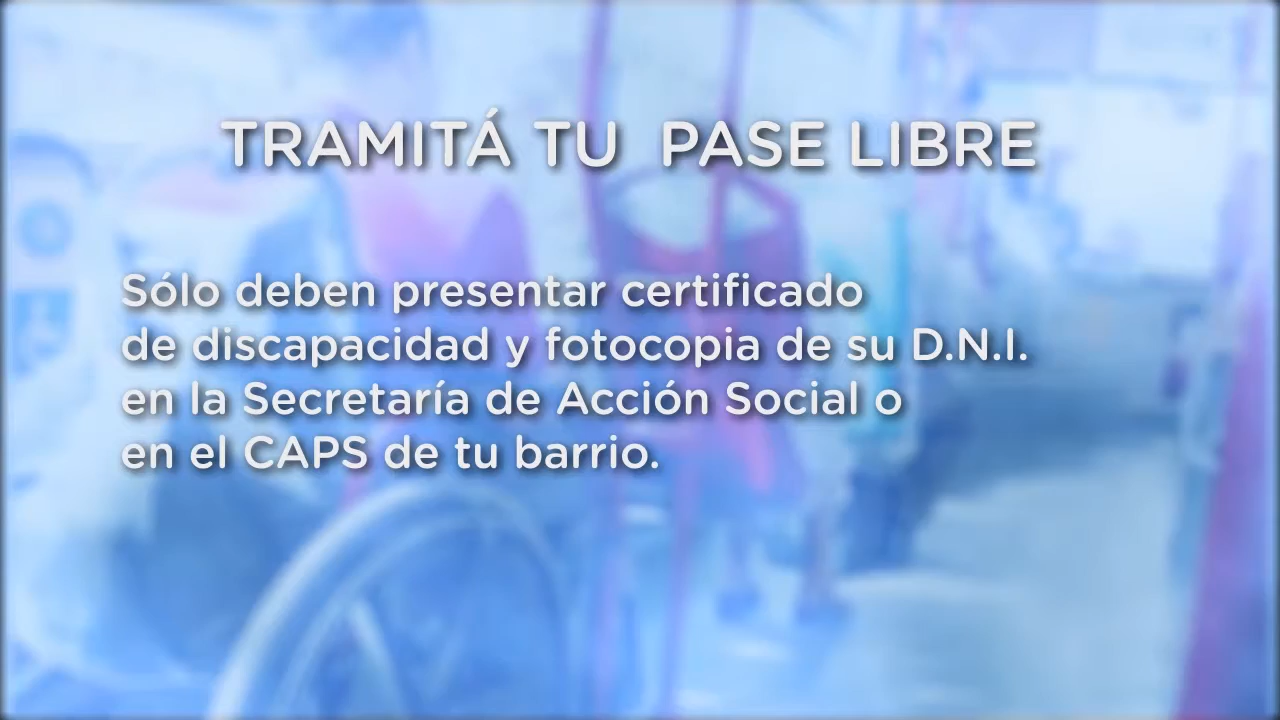 TRAMITÁ TU PASE LIBRE
Sólo deben presentar certificado
de discapacidad y fotocopia de su D.N.I.
en la Secretaría de Acción Social o
en el CAPS de tu barrio.